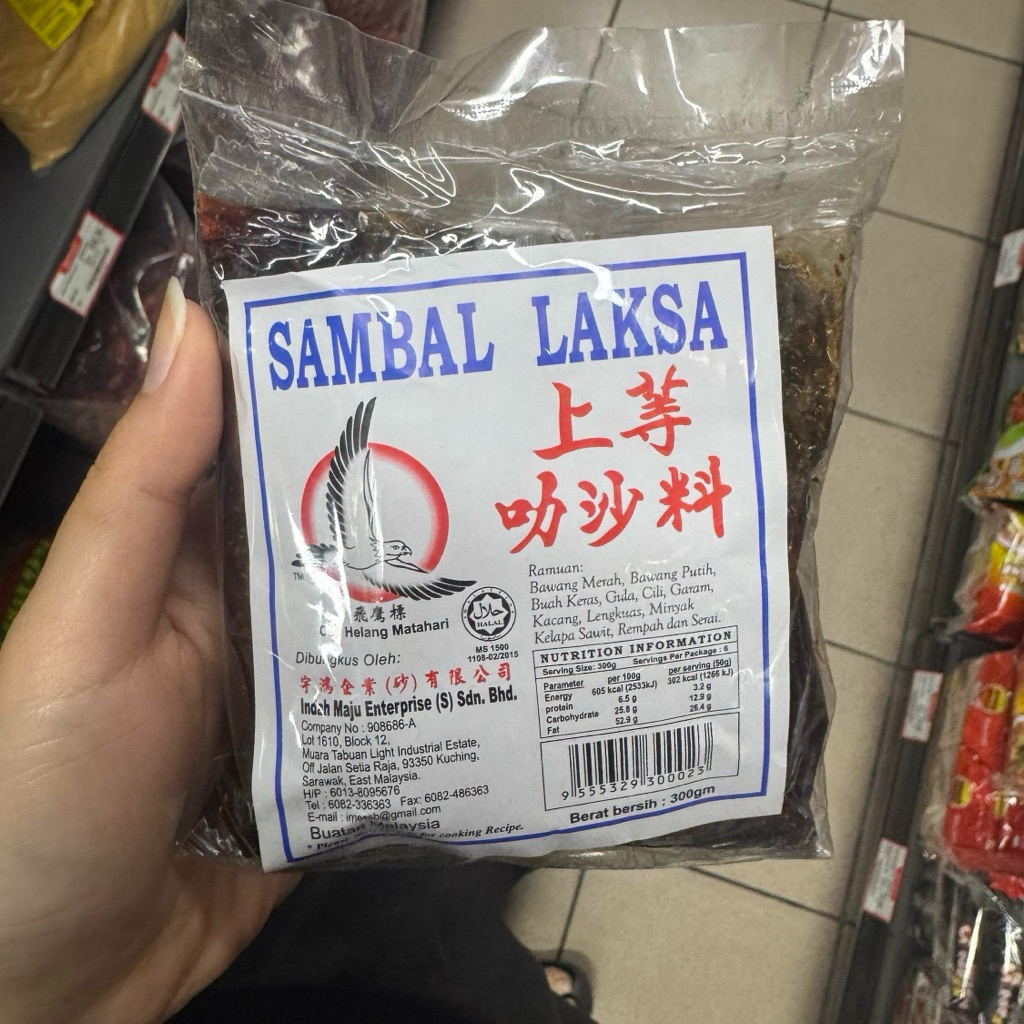 SAMBAL LAKSA
上等
叻沙料
TM
飛鷹標
Helang Matahari
حلال
HALAL
MS 1500
1108-02/2015
Ramuan:
Bawang Merah, Bawang Putih,
Buah Keras, Gula, Cili, Garam,
Kacang, Lengkuas, Minyak
Kelapa Sawit, Rempah dan Serai.
Dibungkus Oleh:
宇鴻企業(砂)有限公司
Indah Maju Enterprise (S) Sdn. Bhd.
Company No : 908686-A
Lot 1610, Block 12,
Muara Tabuan Light Industrial Estate,
Off Jalan Setia Raja, 93350 Kuching,
Sarawak, East Malaysia.
H/P : 6013-8095676
Tel : 6082-336363 Fax: 6082-486363
E-mail : @gmail.com
Buatan Malaysia
for cooking Recipe.
NUTRITION INFORMATION
Serving Size: 300g Servings Per Package : 6
Parameter per 100g per serving (50g)
Energy 605 kcal (2533kJ) 302 kcal (1266 kJ)
protein 6.5 g 3.2 g
Carbohydrate 25.8 g 12.9 g
Fat 52.9 g 26.4 g
9 555329 300023
Berat bersih : 300gm